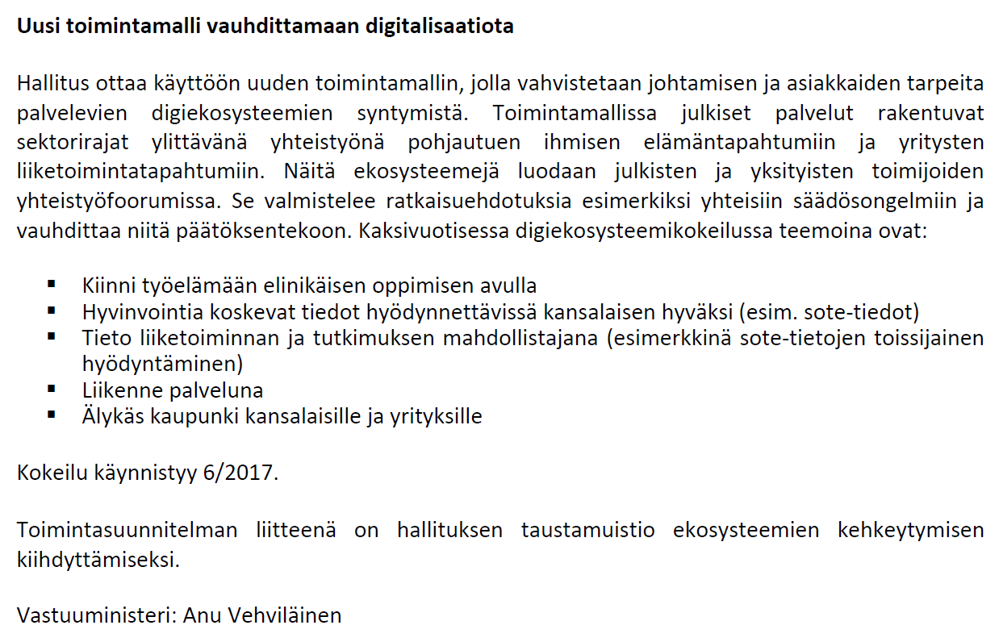 Uusi toimintamalli vauhdittamaan digitalisaatiota
Hallitus ottaa käyttöön uuden toimintamallin, jolla vahvistetaan johtamisen ja asiakkaiden tarpeita
palvelevien digiekosysteemien syntymistä. Toimintamallissa julkiset palvelut rakentuvat
sektorirajat ylittävänä yhteistyönä pohjautuen ihmisen elämäntapahtumiin ja yritysten
liiketoimintatapahtumiin. Näitä ekosysteemejä luodaan julkisten ja yksityisten toimijoiden
yhteistyöfoorumissa. Se valmistelee ratkaisuehdotuksia esimerkiksi yhteisiin säädösongelmiin ja
vauhdittaa niitä päätöksentekoon. Kaksivuotisessa digiekosysteemikokeilussa teemoina ovat:
▪ Kiinni työelämään elinikäisen oppimisen avulla
▪ Hyvinvointia koskevat tiedot hyödynnettävissä kansalaisen hyväksi (esim. sote-tiedot)
▪ Tieto liiketoiminnan ja tutkimuksen mahdollistajana (esimerkkinä sote-tietojen toissijainen
hyödyntäminen)
▪ Liikenne palveluna
▪ Älykäs kaupunki kansalaisille ja yrityksille
Kokeilu käynnistyy 6/2017.
Toimintasuunnitelman liitteenä on hallituksen taustamuistio ekosysteemien kehkeytymisen
kiihdyttämiseksi.
Vastuuministeri: Anu Vehviläinen